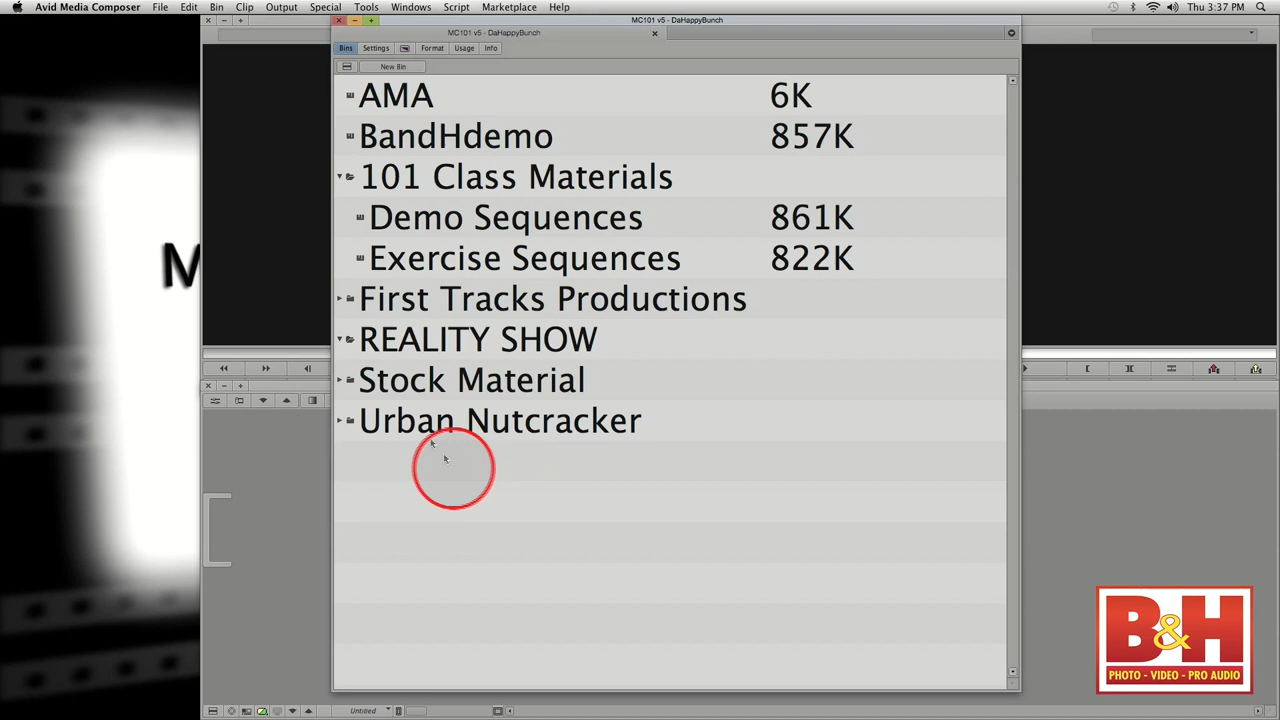 Avid Media Composer File Edit Bin Clip Output Special Tools Windows Script Marketplace Help Thu 3:37 PM
MC101 v5 - DaHappyBunch
MC101 v5 - DaHappyBunch
Bins Settings Format Usage Info
New Bin
AMA 6K
BandHdemo 857K
101 Class Materials
Demo Sequences 861K
Exercise Sequences 822K
First Tracks Productions
REALITY SHOW
Stock Material
Urban Nutcracker
M
B&H
PHOTO - VIDEO - PRO AUDIO
Untitled